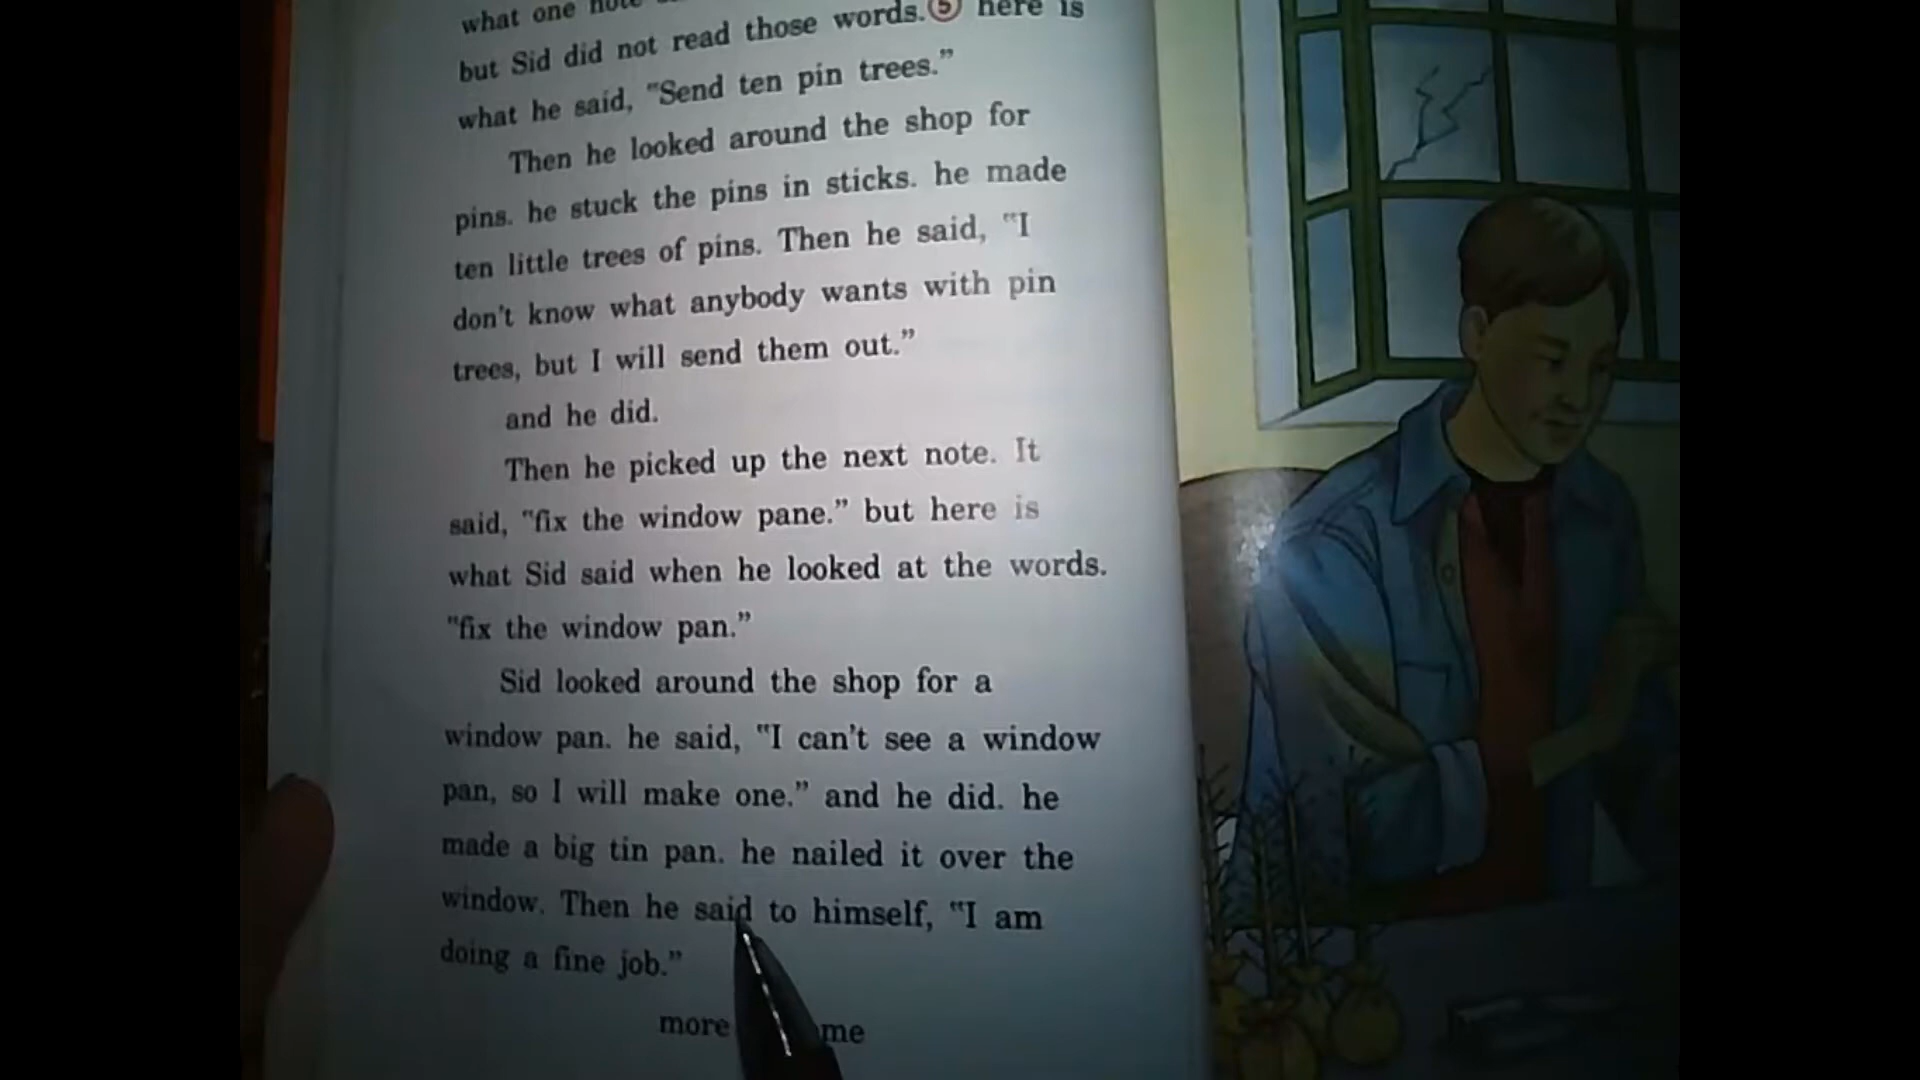 what one note
but Sid did not read those words. 5 here is
what he said, "Send ten pin trees."
Then he looked around the shop for
pins. he stuck the pins in sticks. he made
ten little trees of pins. Then he said, "I
don't know what anybody wants with pin
trees, but I will send them out."
and he did.
Then he picked up the next note. It
said, "fix the window pane." but here is
what Sid said when he looked at the words.
"fix the window pan."
Sid looked around the shop for a
window pan. he said, "I can't see a window
pan, so I will make one." and he did. he
made a big tin pan. he nailed it over the
window. Then he said to himself, "I am
doing a fine job."
more me